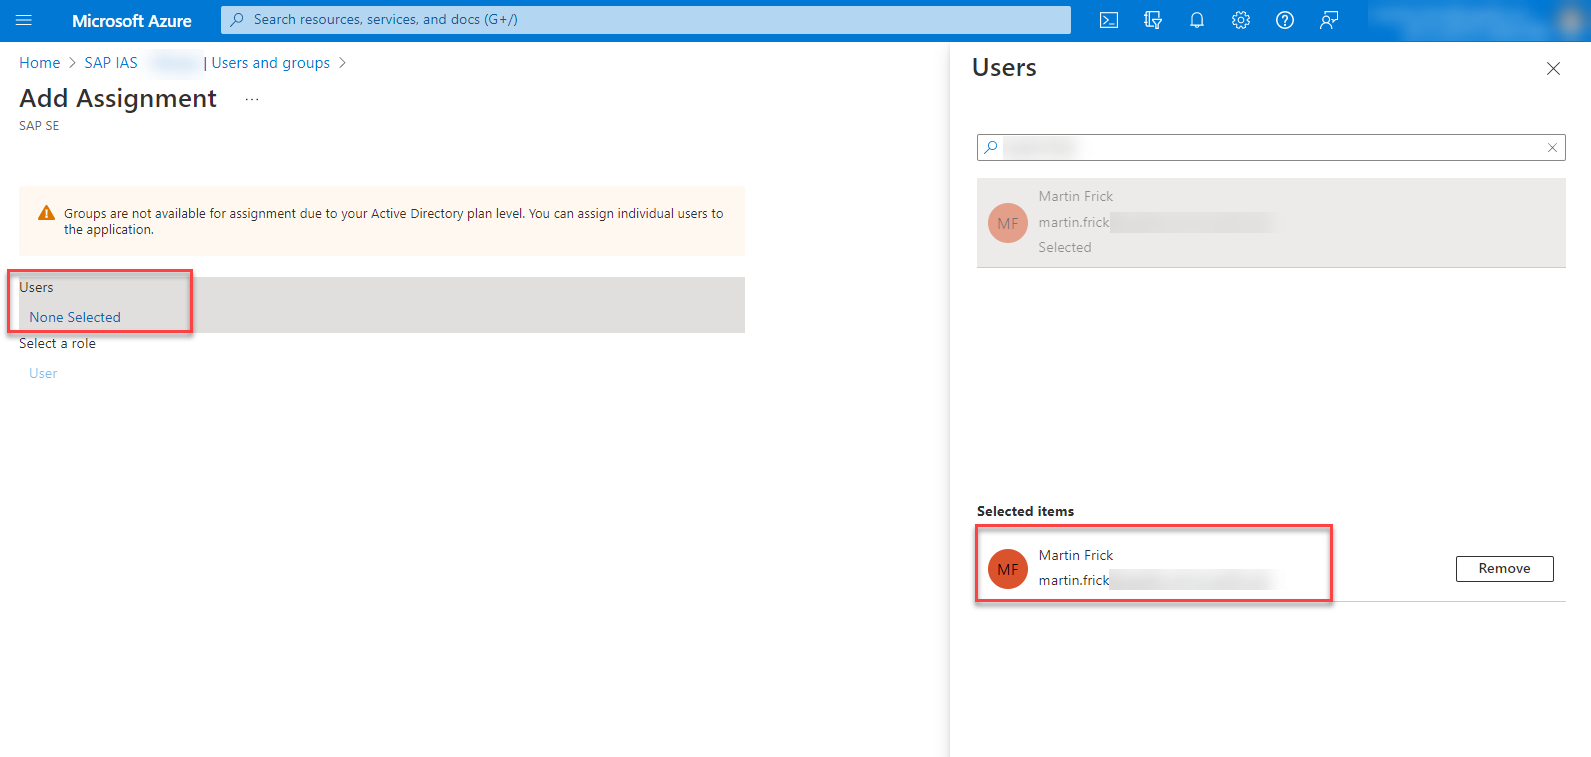 Microsoft Azure
Search resources, services, and docs (G+/)
Home > SAP IAS | Users and groups >
Add Assignment ...
SAP SE
Groups are not available for assignment due to your Active Directory plan level. You can assign individual users to
the application.
Users
None Selected
Select a role
User
Users
MF
Martin Frick
martin.frick
Selected
Selected items
MF
Martin Frick
martin.frick
Remove